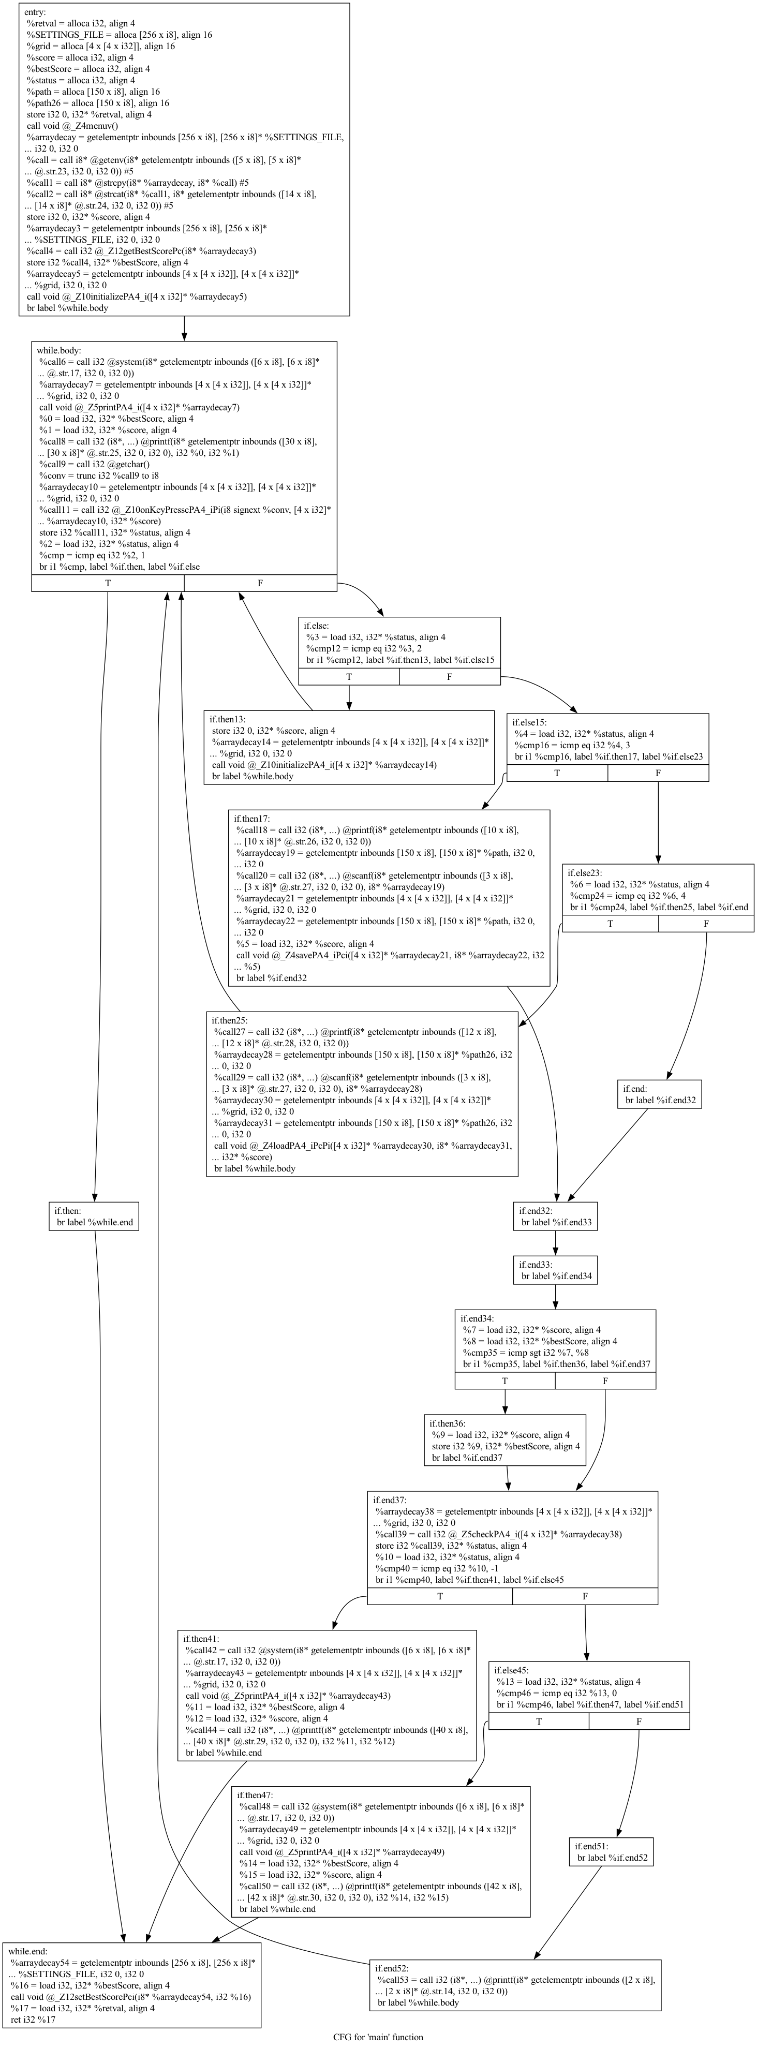 entry:
%retval = alloca i32, align 4
%SETTINGS_FILE = alloca [256 x i8], align 16
%grid = alloca [4 x [4 x i32]], align 16
%score = alloca i32, align 4
%bestScore = alloca i32, align 4
%status = alloca i32, align 4
%path = alloca [150 x i8], align 16
%path26 = alloca [150 x i8], align 16
store i32 0, i32* %retval, align 4
call void @_Z4menuv()
%arraydecay = getelementptr inbounds [256 x i8], [256 x i8]* %SETTINGS_FILE,
... i32 0, i32 0
%call = call i8* @getenv(i8* getelementptr inbounds ([5 x i8], [5 x i8]*
... @.str.23, i32 0, i32 0)) #5
%call1 = call i8* @strcpy(i8* %arraydecay, i8* %call) #5
%call2 = call i8* @strcat(i8* %call1, i8* getelementptr inbounds ([14 x i8],
... [14 x i8]* @.str.24, i32 0, i32 0)) #5
store i32 0, i32* %score, align 4
%arraydecay3 = getelementptr inbounds [256 x i8], [256 x i8]*
... %SETTINGS_FILE, i32 0, i32 0
%call4 = call i32 @_Z12getBestScorePc(i8* %arraydecay3)
store i32 %call4, i32* %bestScore, align 4
%arraydecay5 = getelementptr inbounds [4 x [4 x i32]], [4 x [4 x i32]]*
... %grid, i32 0, i32 0
call void @_Z10initializePA4_i([4 x i32]* %arraydecay5)
br label %while.body
while.body:
%call6 = call i32 @system(i8* getelementptr inbounds ([6 x i8], [6 x i8]*
... @.str.17, i32 0, i32 0))
%arraydecay7 = getelementptr inbounds [4 x [4 x i32]], [4 x [4 x i32]]*
... %grid, i32 0, i32 0
call void @_Z5printPA4_i([4 x i32]* %arraydecay7)
%0 = load i32, i32* %bestScore, align 4
%1 = load i32, i32* %score, align 4
%call8 = call i32 (i8*, ...) @printf(i8* getelementptr inbounds ([30 x i8],
... [30 x i8]* @.str.25, i32 0, i32 0), i32 %0, i32 %1)
%call9 = call i32 @getchar()
%conv = trunc i32 %call9 to i8
%arraydecay10 = getelementptr inbounds [4 x [4 x i32]], [4 x [4 x i32]]*
... %grid, i32 0, i32 0
%call11 = call i32 @_Z10onKeyPresscPA4_iPi(i8 signext %conv, [4 x i32]*
... %arraydecay10, i32* %score)
store i32 %call11, i32* %status, align 4
%2 = load i32, i32* %status, align 4
%cmp = icmp eq i32 %2, 1
br i1 %cmp, label %if.then, label %if.else
T F
if.else:
%3 = load i32, i32* %status, align 4
%cmp12 = icmp eq i32 %3, 2
br i1 %cmp12, label %if.then13, label %if.else15
T F
if.then13:
store i32 0, i32* %score, align 4
%arraydecay14 = getelementptr inbounds [4 x [4 x i32]], [4 x [4 x i32]]*
... %grid, i32 0, i32 0
call void @_Z10initializePA4_i([4 x i32]* %arraydecay14)
br label %while.body
if.else15:
%4 = load i32, i32* %status, align 4
%cmp16 = icmp eq i32 %4, 3
br i1 %cmp16, label %if.then17, label %if.else23
T F
if.then17:
%call18 = call i32 (i8*, ...) @printf(i8* getelementptr inbounds ([10 x i8],
... [10 x i8]* @.str.26, i32 0, i32 0))
%arraydecay19 = getelementptr inbounds [150 x i8], [150 x i8]* %path, i32 0,
... i32 0
%call20 = call i32 (i8*, ...) @scanf(i8* getelementptr inbounds ([3 x i8],
... [3 x i8]* @.str.27, i32 0, i32 0), i8* %arraydecay19)
%arraydecay21 = getelementptr inbounds [4 x [4 x i32]], [4 x [4 x i32]]*
... %grid, i32 0, i32 0
%arraydecay22 = getelementptr inbounds [150 x i8], [150 x i8]* %path, i32 0,
... i32 0
%5 = load i32, i32* %score, align 4
call void @_Z4savePA4_iPci([4 x i32]* %arraydecay21, i8* %arraydecay22, i32
... %5)
br label %if.end32
if.else23:
%6 = load i32, i32* %status, align 4
%cmp24 = icmp eq i32 %6, 4
br i1 %cmp24, label %if.then25, label %if.end
T F
if.then25:
%call27 = call i32 (i8*, ...) @printf(i8* getelementptr inbounds ([12 x i8],
... [12 x i8]* @.str.28, i32 0, i32 0))
%arraydecay28 = getelementptr inbounds [150 x i8], [150 x i8]* %path26, i32
... 0, i32 0
%call29 = call i32 (i8*, ...) @scanf(i8* getelementptr inbounds ([3 x i8],
... [3 x i8]* @.str.27, i32 0, i32 0), i8* %arraydecay28)
%arraydecay30 = getelementptr inbounds [4 x [4 x i32]], [4 x [4 x i32]]*
... %grid, i32 0, i32 0
%arraydecay31 = getelementptr inbounds [150 x i8], [150 x i8]* %path26, i32
... 0, i32 0
call void @_Z4loadPA4_iPcPi([4 x i32]* %arraydecay30, i8* %arraydecay31,
... i32* %score)
br label %while.body
if.end:
br label %if.end32
if.then:
br label %while.end
if.end32:
br label %if.end33
if.end33:
br label %if.end34
if.end34:
%7 = load i32, i32* %score, align 4
%8 = load i32, i32* %bestScore, align 4
%cmp35 = icmp sgt i32 %7, %8
br i1 %cmp35, label %if.then36, label %if.end37
T F
if.then36:
%9 = load i32, i32* %score, align 4
store i32 %9, i32* %bestScore, align 4
br label %if.end37
if.end37:
%arraydecay38 = getelementptr inbounds [4 x [4 x i32]], [4 x [4 x i32]]*
... %grid, i32 0, i32 0
%call39 = call i32 @_Z5checkPA4_i([4 x i32]* %arraydecay38)
store i32 %call39, i32* %status, align 4
%10 = load i32, i32* %status, align 4
%cmp40 = icmp eq i32 %10, -1
br i1 %cmp40, label %if.then41, label %if.else45
T F
if.then41:
%call42 = call i32 @system(i8* getelementptr inbounds ([6 x i8], [6 x i8]*
... @.str.17, i32 0, i32 0))
%arraydecay43 = getelementptr inbounds [4 x [4 x i32]], [4 x [4 x i32]]*
... %grid, i32 0, i32 0
call void @_Z5printPA4_i([4 x i32]* %arraydecay43)
%11 = load i32, i32* %bestScore, align 4
%12 = load i32, i32* %score, align 4
%call44 = call i32 (i8*, ...) @printf(i8* getelementptr inbounds ([40 x i8],
... [40 x i8]* @.str.29, i32 0, i32 0), i32 %11, i32 %12)
br label %while.end
if.else45:
%13 = load i32, i32* %status, align 4
%cmp46 = icmp eq i32 %13, 0
br i1 %cmp46, label %if.then47, label %if.end51
T F
if.then47:
%call48 = call i32 @system(i8* getelementptr inbounds ([6 x i8], [6 x i8]*
... @.str.17, i32 0, i32 0))
%arraydecay49 = getelementptr inbounds [4 x [4 x i32]], [4 x [4 x i32]]*
... %grid, i32 0, i32 0
call void @_Z5printPA4_i([4 x i32]* %arraydecay49)
%14 = load i32, i32* %bestScore, align 4
%15 = load i32, i32* %score, align 4
%call50 = call i32 (i8*, ...) @printf(i8* getelementptr inbounds ([42 x i8],
... [42 x i8]* @.str.30, i32 0, i32 0), i32 %14, i32 %15)
br label %while.end
if.end51:
br label %if.end52
while.end:
%arraydecay54 = getelementptr inbounds [256 x i8], [256 x i8]*
... %SETTINGS_FILE, i32 0, i32 0
%16 = load i32, i32* %bestScore, align 4
call void @_Z12setBestScorePci(i8* %arraydecay54, i32 %16)
%17 = load i32, i32* %retval, align 4
ret i32 %17
if.end52:
%call53 = call i32 (i8*, ...) @printf(i8* getelementptr inbounds ([2 x i8],
... [2 x i8]* @.str.14, i32 0, i32 0))
br label %while.body
CFG for 'main' function